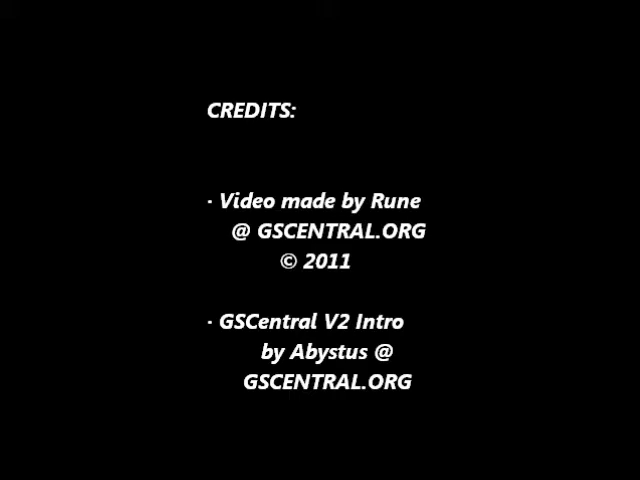 CREDITS:
· Video made by Rune
@ GSCENTRAL.ORG
© 2011
· GSCentral V2 Intro
by Abystus @
GSCENTRAL.ORG